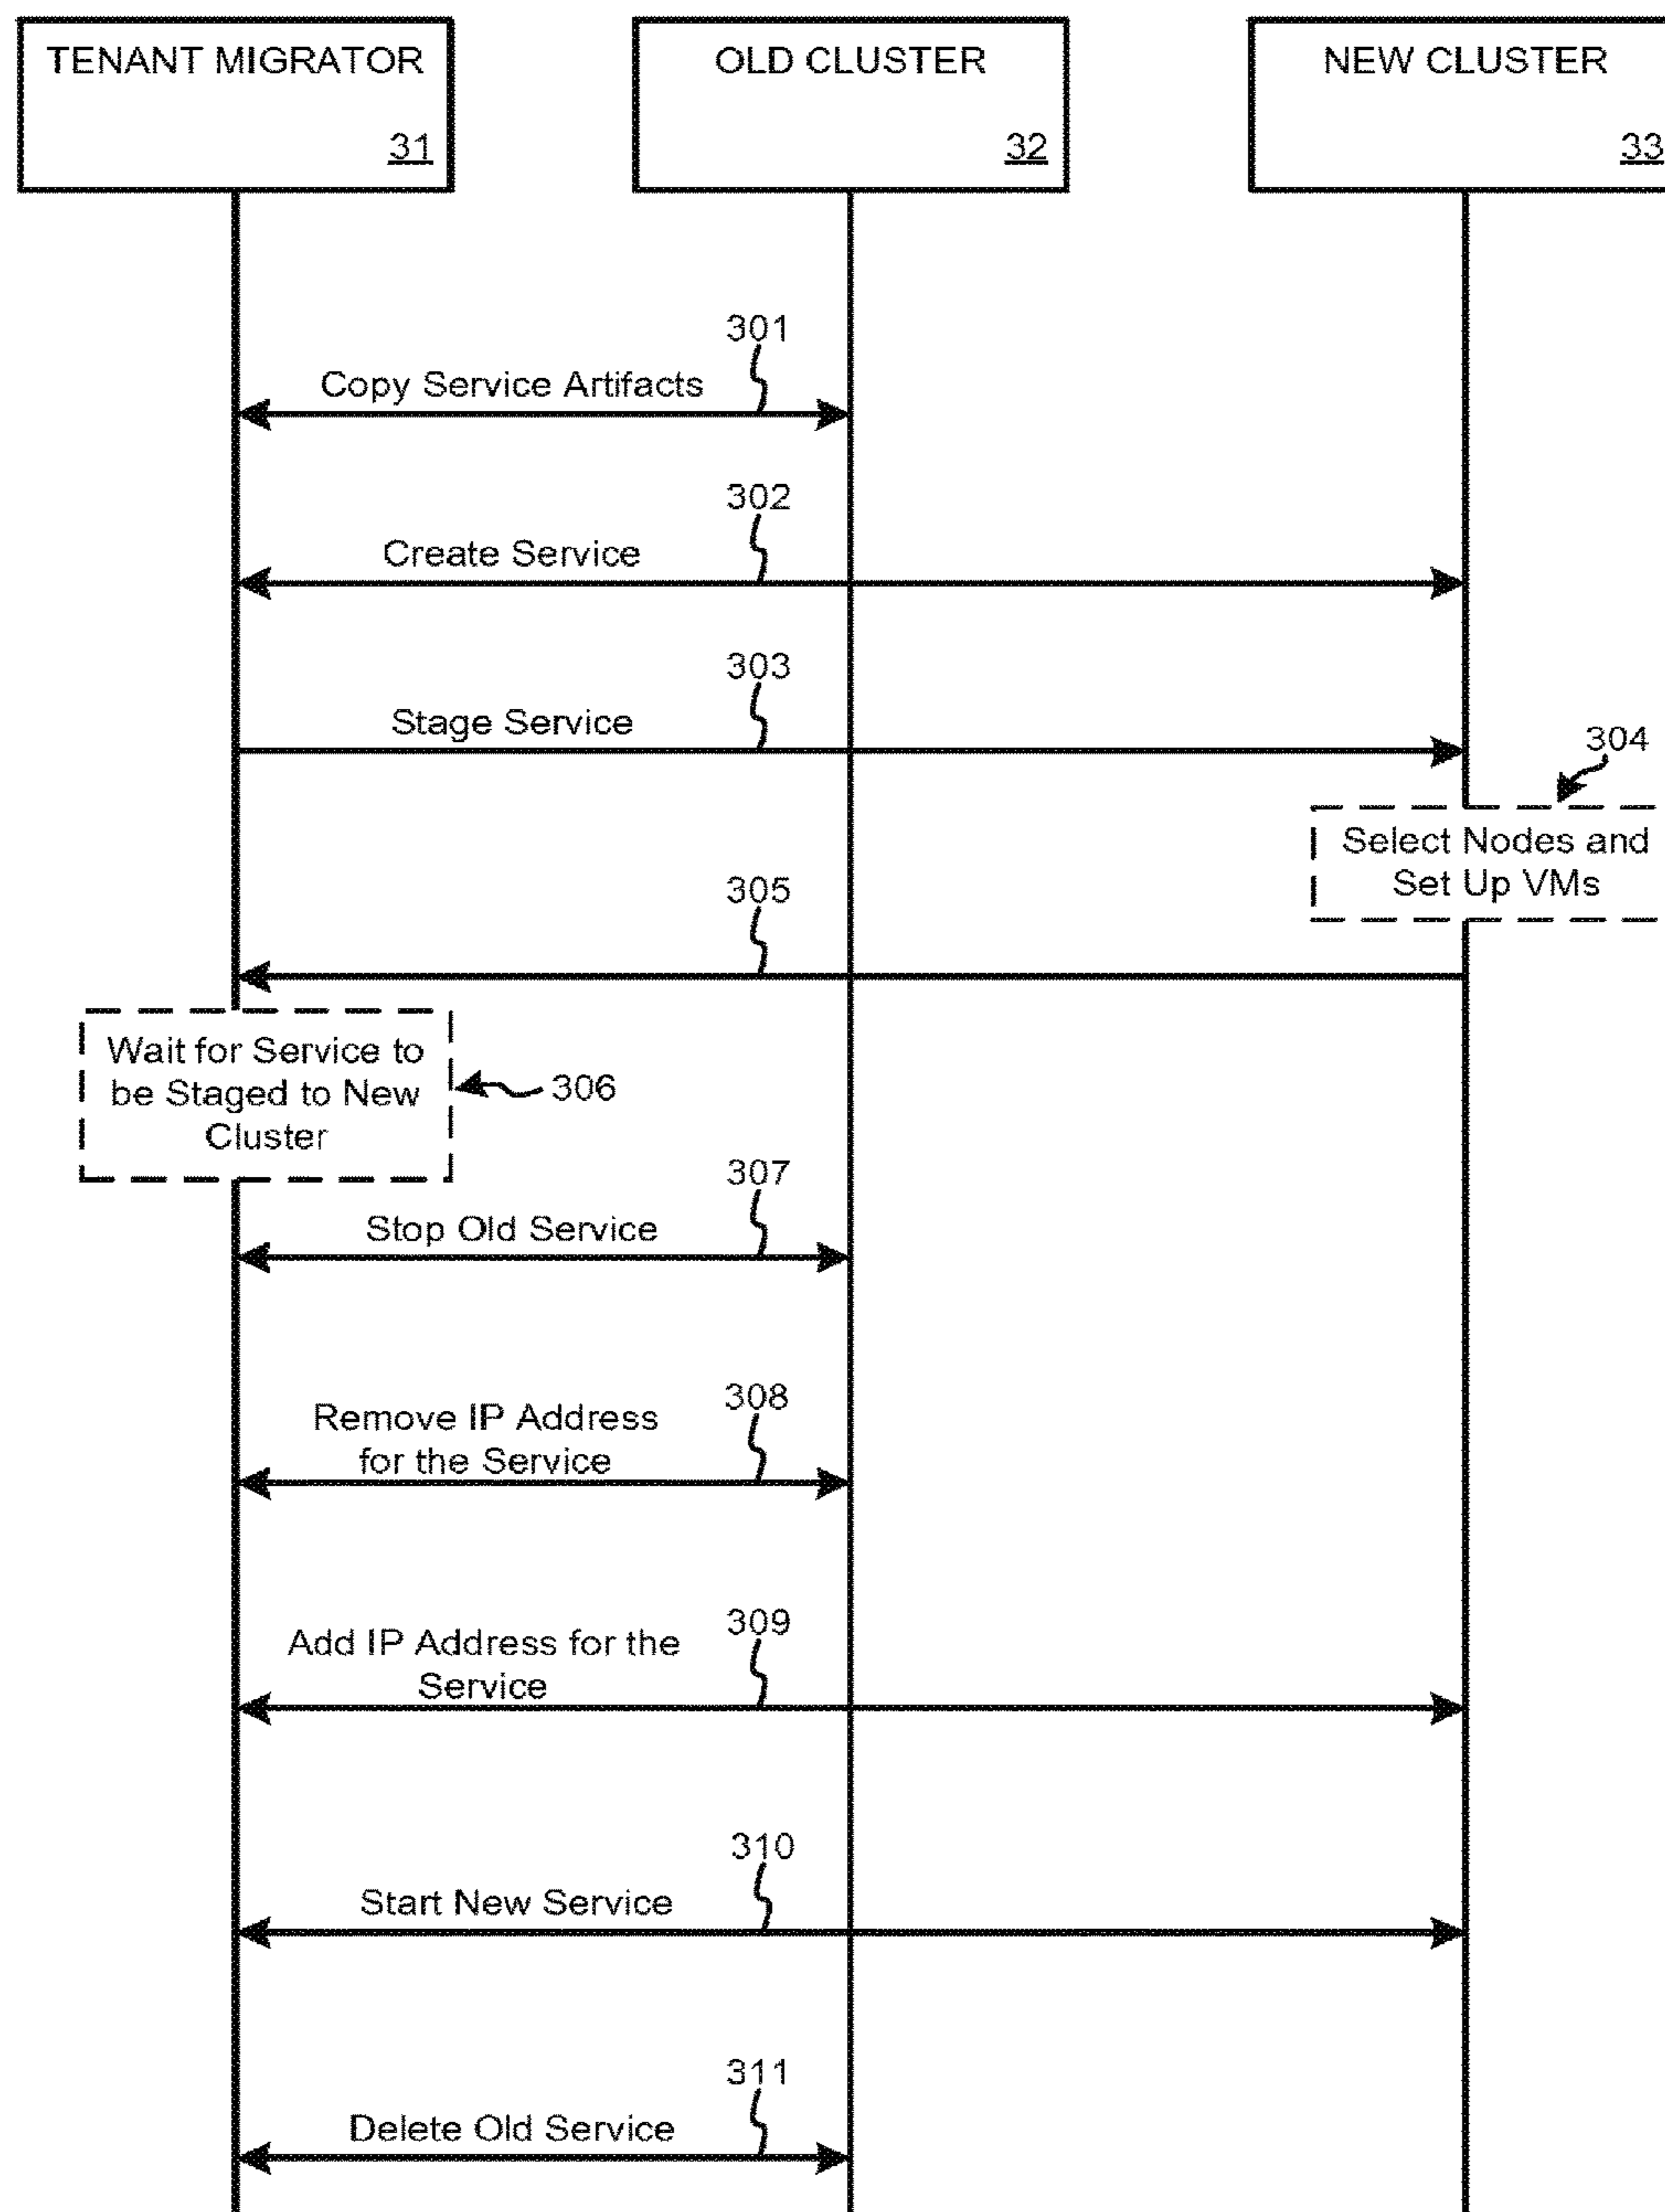 TENANT MIGRATOR
31
OLD CLUSTER
32
NEW CLUSTER
33
301
Copy Service Artifacts
302
Create Service
303
Stage Service
304
Select Nodes and
Set Up VMs
305
Wait for Service to
be Staged to New
Cluster
306
307
Stop Old Service
308
Remove IP Address
for the Service
309
Add IP Address for the
Service
310
Start New Service
311
Delete Old Service